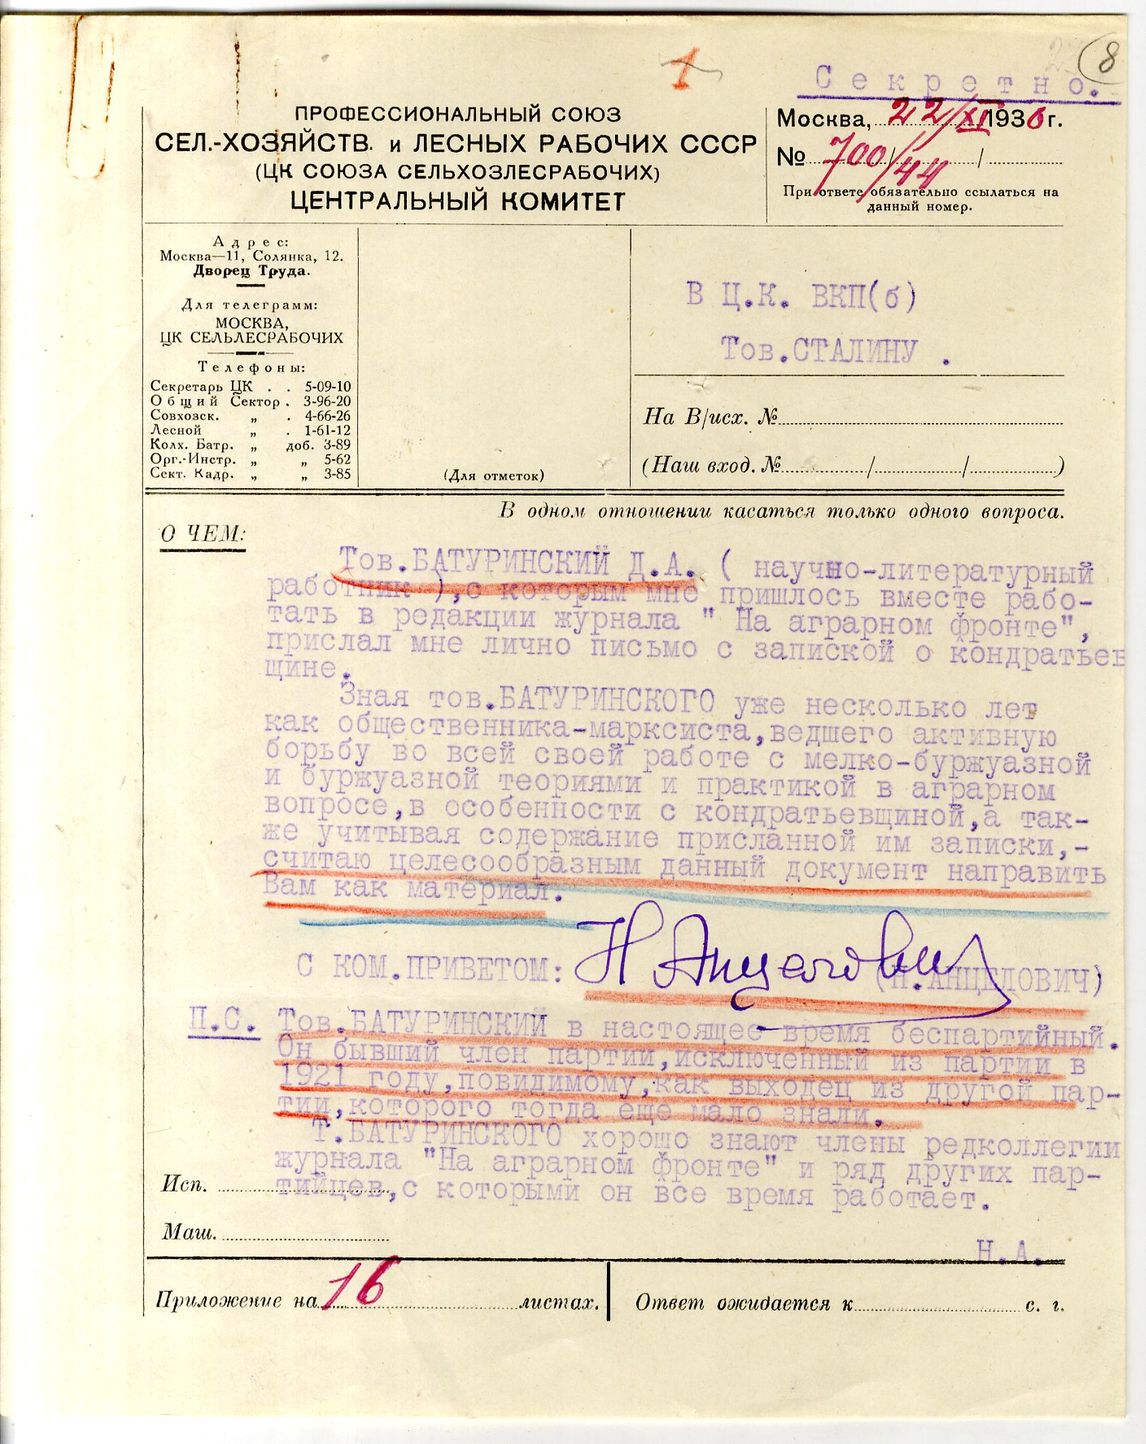 1
8
Секретно.
ПРОФЕССИОНАЛЬНЫЙ СОЮЗ
СЕЛ.-ХОЗЯЙСТВ. и ЛЕСНЫХ РАБОЧИХ СССР
(ЦК СОЮЗА СЕЛЬХОЗЛЕСРАБОЧИХ)
ЦЕНТРАЛЬНЫЙ КОМИТЕТ
Москва, 22/XI 1930 г.
№ 700/44 /
При ответе обязательно ссылаться на
данный номер.
Адрес:
Москва—11, Солянка, 12.
Дворец Труда.
Для телеграмм:
МОСКВА,
ЦК СЕЛЬЛЕСРАБОЧИХ
Телефоны:
Секретарь ЦК . . 5-09-10
Общий Сектор . 3-96-20
Совхозск. „ . 4-66-26
Лесной „ . 1-61-12
Колх. Батр. „ доб. 3-89
Орг.-Инстр. „ „ 5-62
Сект. Кадр. „ „ 3-85
(Для отметок)
В Ц.К. ВКП(б)
Тов.СТАЛИНУ .
На В/исх. №
(Наш вход. № / / )
В одном отношении касаться только одного вопроса.
О ЧЕМ:
Тов.БАТУРИНСКИЙ Д.А. ( научно-литературный
работник ),с которым мне пришлось вместе рабо-
тать в редакции журнала " На аграрном фронте",
прислал мне лично письмо с запиской о кондратьев
щине.
Зная тов.БАТУРИНСКОГО уже несколько лет
как общественника-марксиста,ведшего активную
борьбу во всей своей работе с мелко-буржуазной
и буржуазной теориями и практикой в аграрном
вопросе,в особенности с кондратьевщиной,а так-
же учитывая содержание присланной им записки,-
считаю целесообразным данный документ направить
Вам как материал.
С КОМ.ПРИВЕТОМ: Н Анцелович (Н.АНЦЕЛОВИЧ)
П.С. Тов.БАТУРИНСКИЙ в настоящее время беспартийный.
Он бывший член партии,исключенный из партии в
1921 году,повидимому,как выходец из другой пар-
тии,которого тогда еще мало знали.
Т.БАТУРИНСКОГО хорошо знают члены редколлегии
журнала "На аграрном фронте" и ряд других пар-
тийцев,с которыми он все время работает.
Исп.
Маш.
Н.А.
Приложение на 16 листах.
Ответ ожидается к с. г.